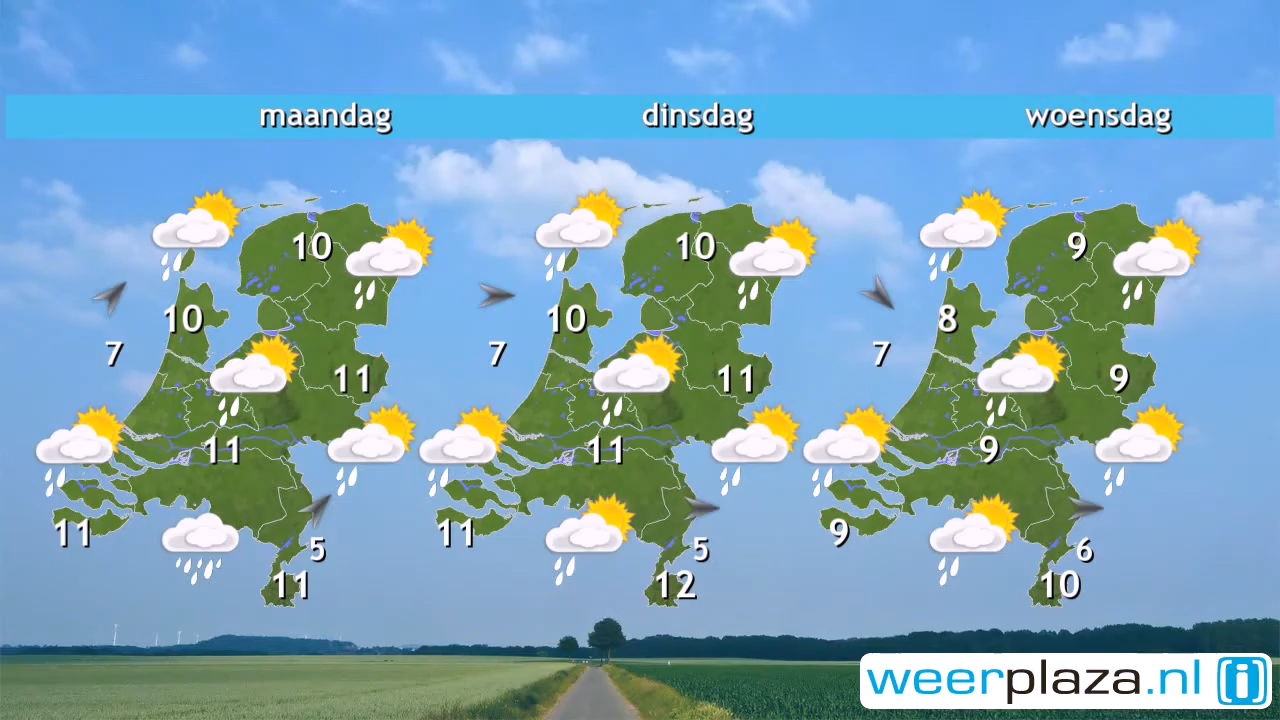 maandag dinsdag woensdag
10 10 9
10 10 8
7 7 7
11 11 9
11 11 9
11 11 9
5 5 6
11 12 10
weerplaza.nl i